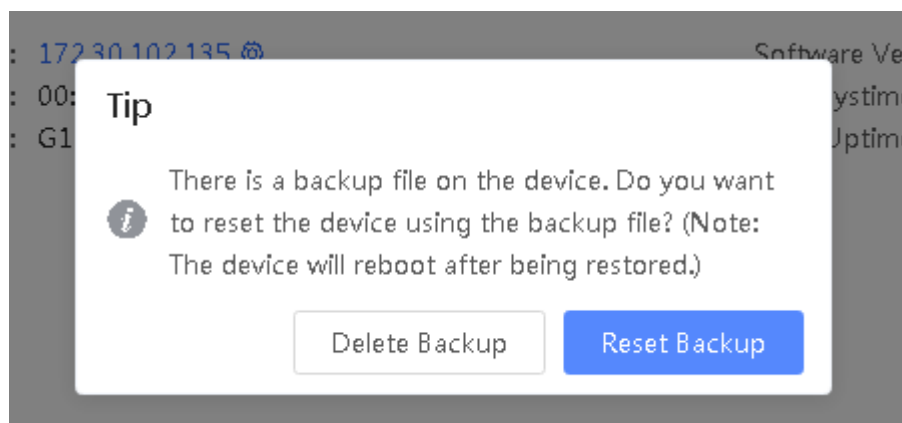 : 172.30.102.135 Software Ve
: 00: ystim
: G1 Uptim
Tip
There is a backup file on the device. Do you want
to reset the device using the backup file? (Note:
The device will reboot after being restored.)
Delete Backup Reset Backup